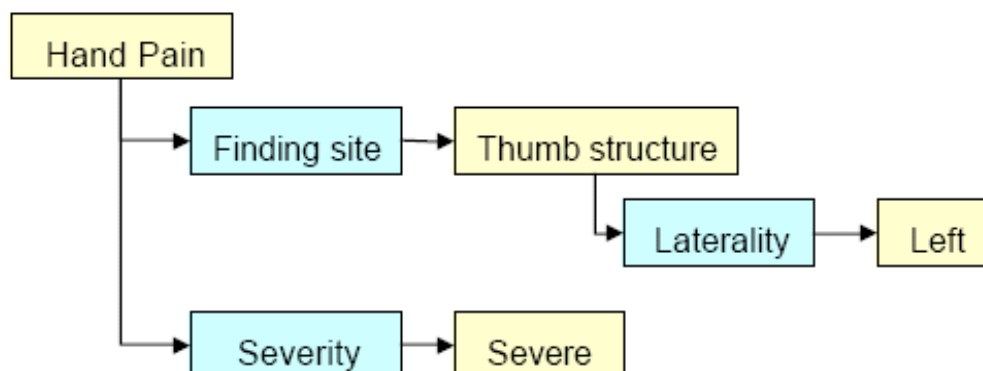 Hand Pain
Finding site
Thumb structure
Laterality
Left
Severity
Severe